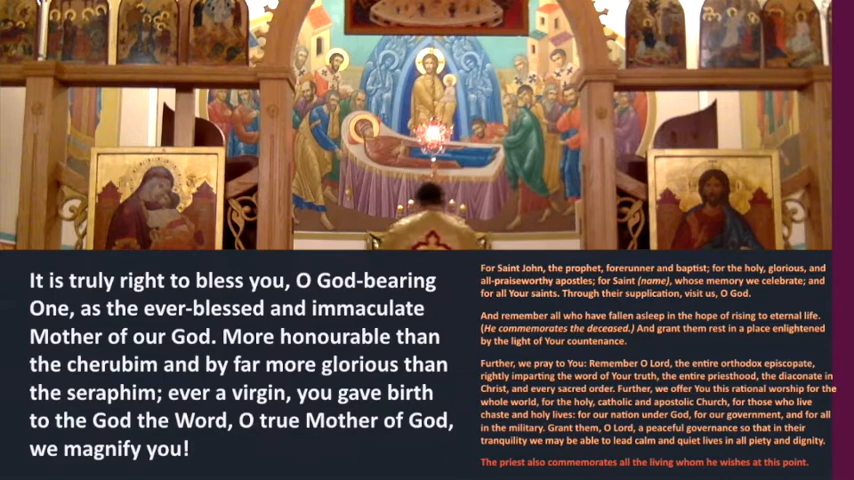 It is truly right to bless you, O God-bearing
One, as the ever-blessed and immaculate
Mother of our God. More honourable than
the cherubim and by far more glorious than
the seraphim; ever a virgin, you gave birth
to the God the Word, O true Mother of God,
we magnify you!
For Saint John, the prophet, forerunner and baptist; for the holy, glorious, and
all-praiseworthy apostles; for Saint (name), whose memory we celebrate; and
for all Your saints. Through their supplication, visit us, O God.
And remember all who have fallen asleep in the hope of rising to eternal life.
(He commemorates the deceased.) And grant them rest in a place enlightened
by the light of Your countenance.
Further, we pray to You: Remember O Lord, the entire orthodox episcopate,
rightly imparting the word of Your truth, the entire priesthood, the diaconate in
Christ, and every sacred order. Further, we offer You this rational worship for the
whole world, for the holy, catholic and apostolic Church, for those who live
chaste and holy lives: for our nation under God, for our government, and for all
in the military. Grant them, O Lord, a peaceful governance so that in their
tranquility we may be able to lead calm and quiet lives in all piety and dignity.
The priest also commemorates all the living whom he wishes at this point.